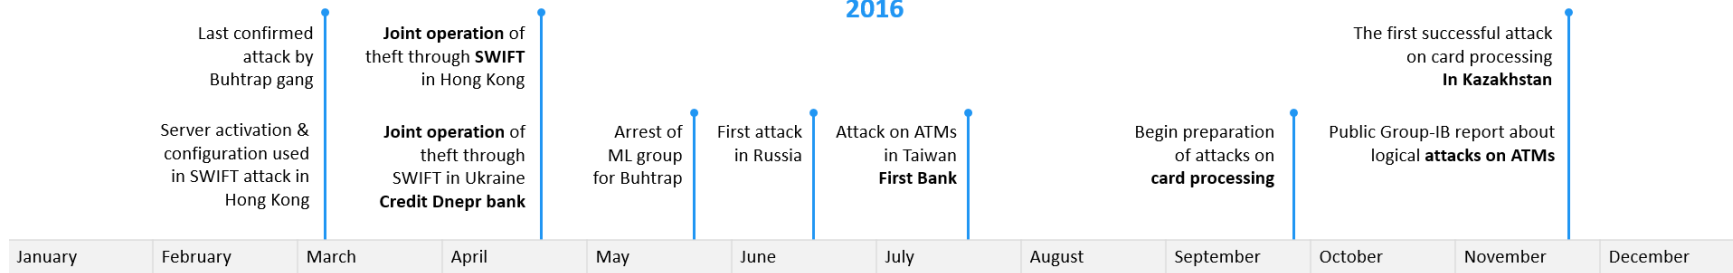 2016
Last confirmed
attack by
Buhtrap gang
Server activation &
configuration used
in SWIFT attack in
Hong Kong
Joint operation of
theft through SWIFT
in Hong Kong
Joint operation of
theft through
SWIFT in Ukraine
Credit Dnepr bank
Arrest of
ML group
for Buhtrap
First attack
in Russia
Attack on ATMs
in Taiwan
First Bank
Begin preparation
of attacks on
card processing
The first successful attack
on card processing
In Kazakhstan
Public Group-IB report about
logical attacks on ATMs
January
February
March
April
May
June
July
August
September
October
November
December